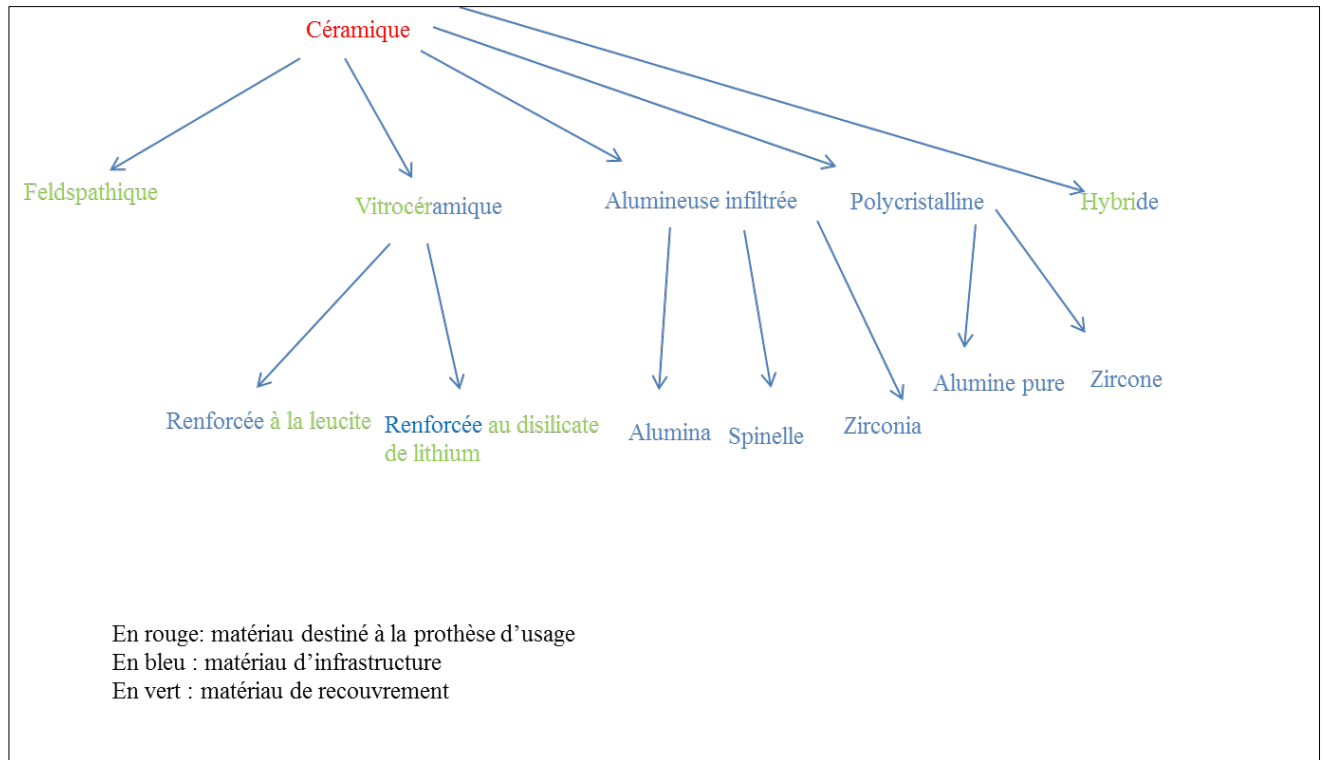 Céramique
Feldspathique
Vitrocéramique
Alumineuse infiltrée
Polycristalline
Hybride
Renforcée à la leucite
Renforcée au disilicate
de lithium
Alumina
Spinelle
Zirconia
Alumine pure
Zircone
En rouge: matériau destiné à la prothèse d’usage
En bleu : matériau d’infrastructure
En vert : matériau de recouvrement